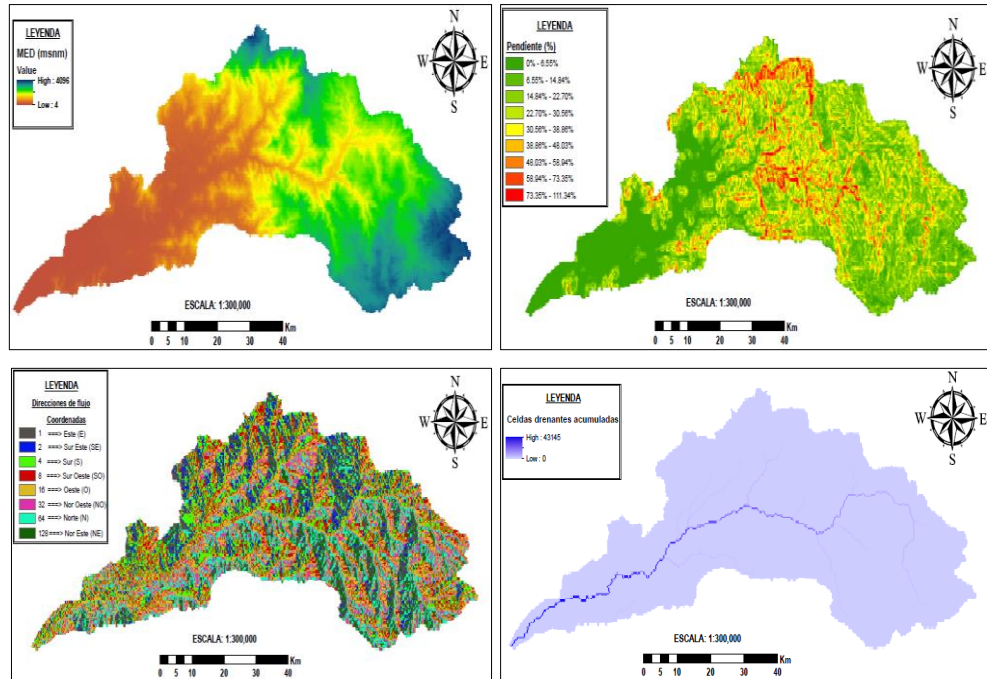 LEYENDA
MED (msnm)
Value
High : 4096
Low : 4
N
W E
S
ESCALA: 1:300,000
Km
0 5 10 20 30 40
LEYENDA
Pendiente (%)
0% - 6.55%
6.55% - 14.84%
14.84% - 22.70%
22.70% - 30.56%
30.56% - 38.86%
38.86% - 48.03%
48.03% - 58.94%
58.94% - 73.35%
73.35% - 111.34%
N
W E
S
ESCALA: 1:300,000
Km
0 5 10 20 30 40
LEYENDA
Direcciones de flujo
Coordenadas
1 ===> Este (E)
2 ===> Sur Este (SE)
4 ===> Sur (S)
8 ===> Sur Oeste (SO)
16 ===> Oeste (O)
32 ===> Nor Oeste (NO)
64 ===> Norte (N)
128 ===> Nor Este (NE)
N
W E
S
ESCALA: 1:300,000
Km
0 5 10 20 30 40
LEYENDA
Celdas drenantes acumuladas
High : 43145
Low : 0
N
W E
S
ESCALA: 1:300,000
Km
0 5 10 20 30 40